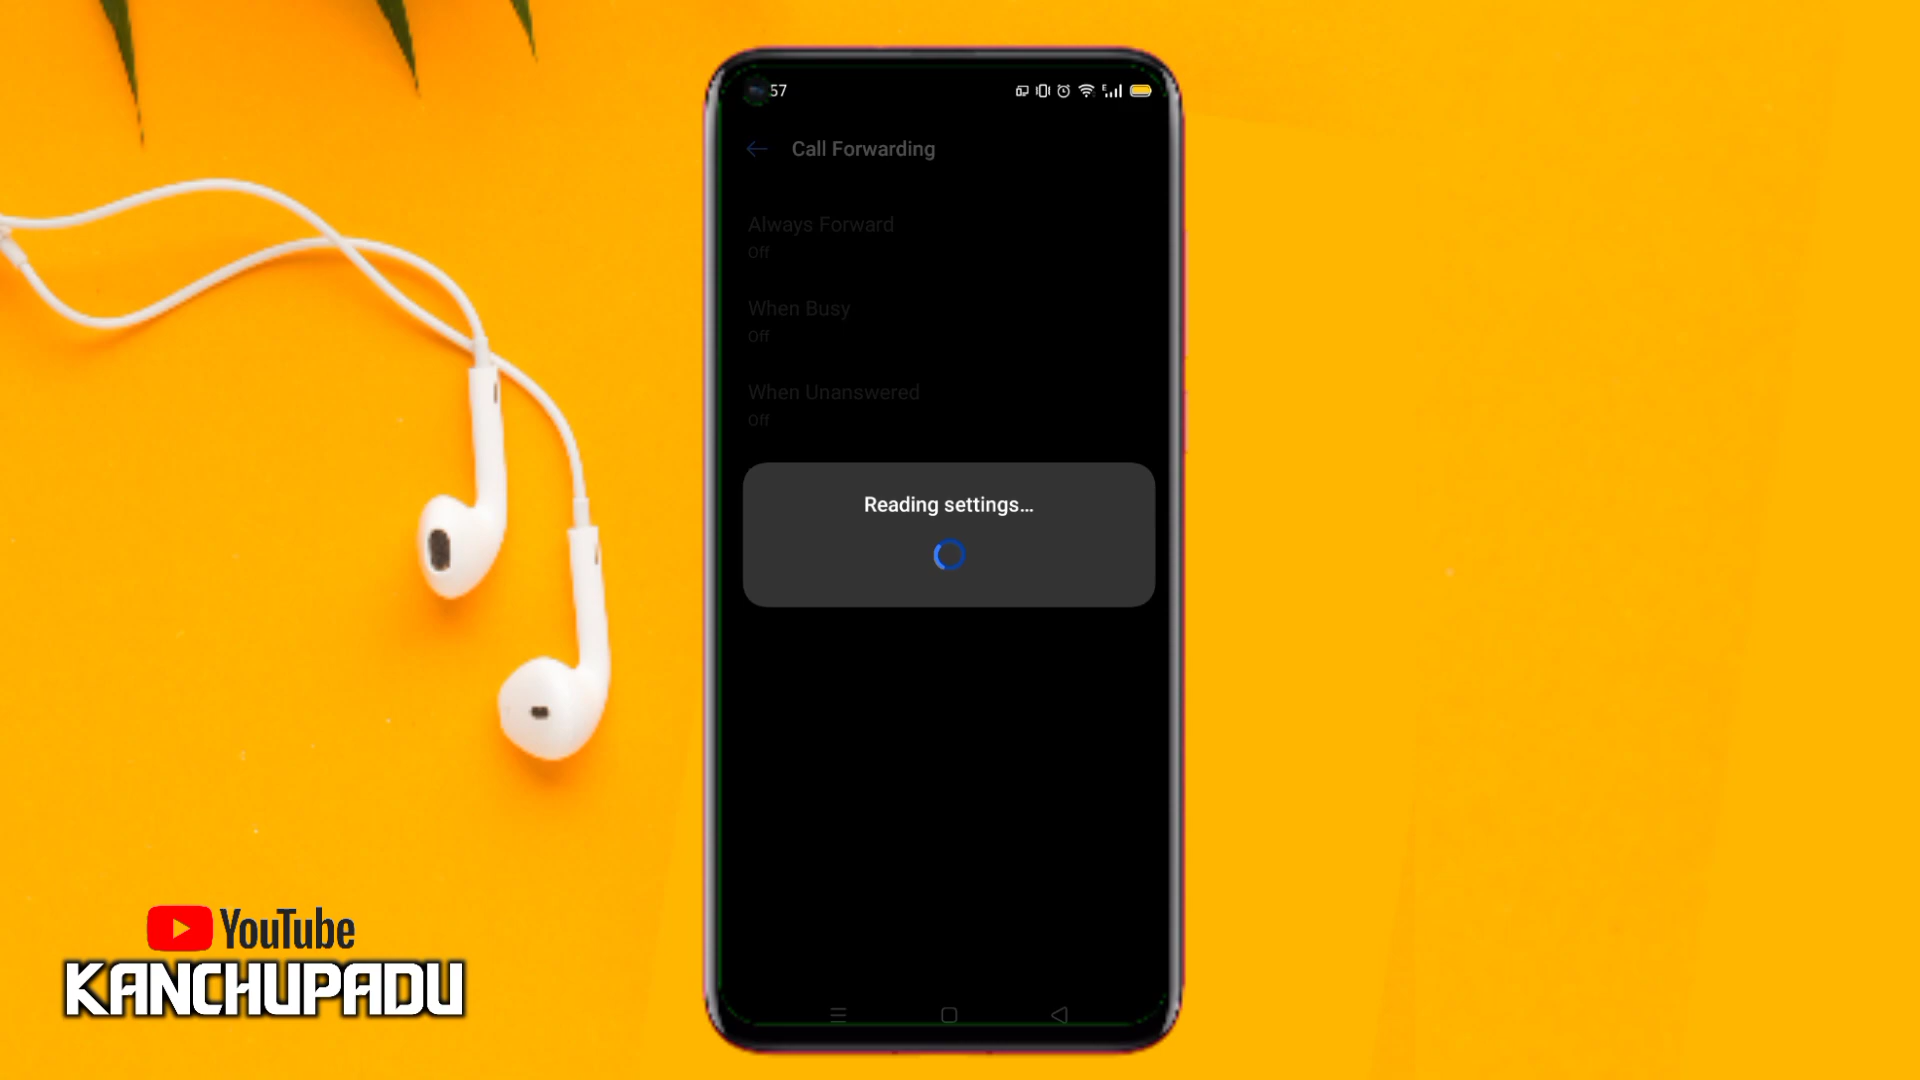 57
Call Forwarding
Always Forward
Off
When Busy
Off
When Unanswered
Off
Reading settings...
YouTube
KANCHUPADU